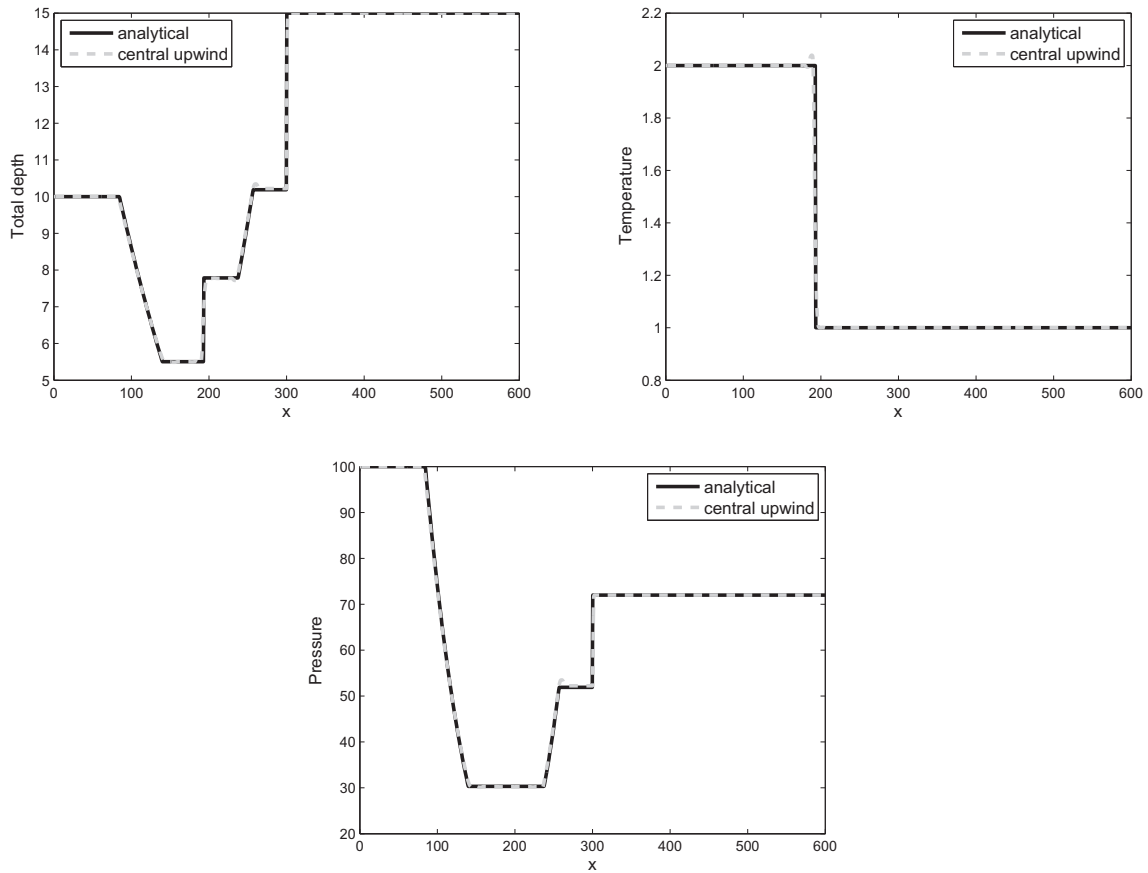 15
14
13
12
11
10
9
8
7
6
5
Total depth
analytical
central upwind
0 100 200 300 400 500 600
x
2.2
2
1.8
1.6
1.4
1.2
1
0.8
Temperature
analytical
central upwind
0 100 200 300 400 500 600
x
100
90
80
70
60
50
40
30
20
Pressure
analytical
central upwind
0 100 200 300 400 500 600
x